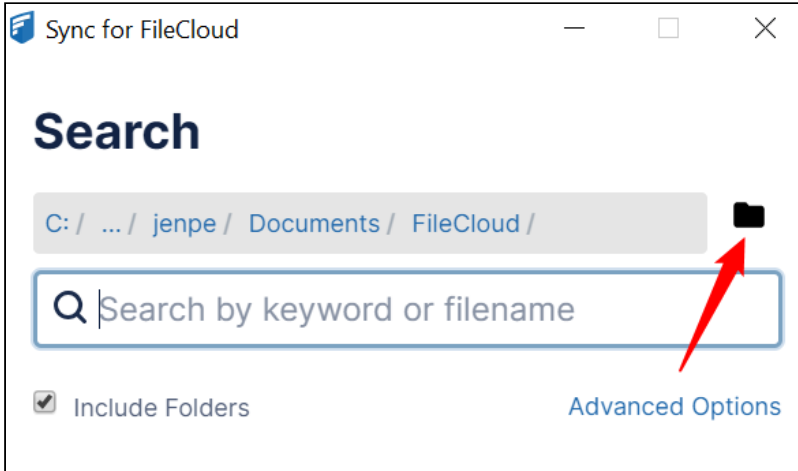 Sync for FileCloud
Search
C: / ... / jenpe / Documents / FileCloud /
Search by keyword or filename
Include Folders
Advanced Options